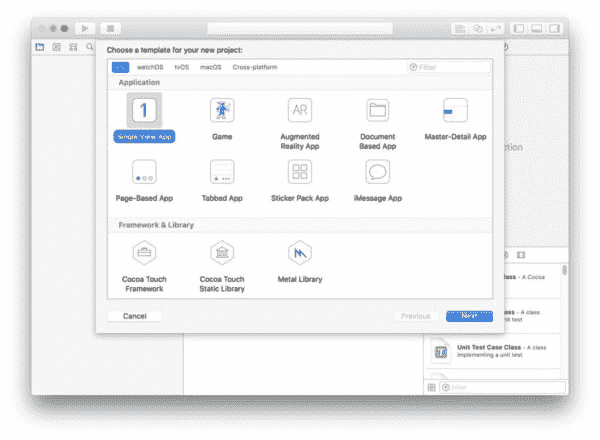 Choose a template for your new project:
iOS watchOS tvOS macOS Cross-platform Filter
Application
1
Single View App Game Augmented Reality App Document Based App Master-Detail App
AR
Page-Based App Tabbed App Sticker Pack App iMessage App
Framework & Library
Cocoa Touch Framework Cocoa Touch Static Library Metal Library
Cancel Previous Next
ction
lass - A Cocoa
lass - A class
unit test
Unit Test Case Class - A class
implementing a unit test
Filter